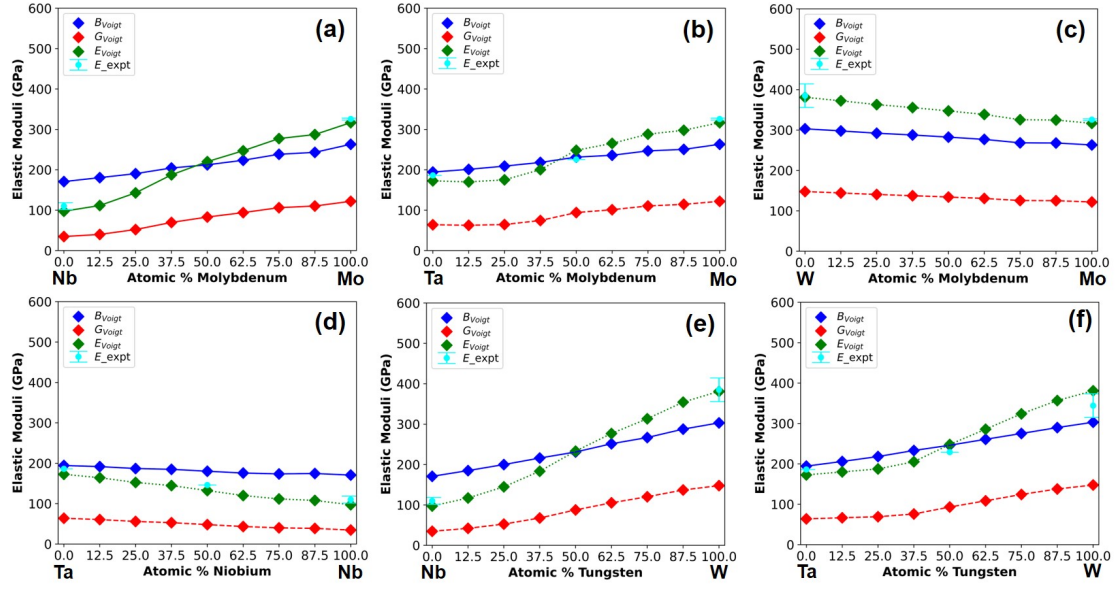 (a)
B_Voigt
G_Voigt
E_Voigt
E_expt
Elastic Moduli (GPa)
600
500
400
300
200
100
0
0.0 12.5 25.0 37.5 50.0 62.5 75.0 87.5 100.0
Nb Atomic % Molybdenum Mo
(b)
B_Voigt
G_Voigt
E_Voigt
E_expt
Elastic Moduli (GPa)
600
500
400
300
200
100
0
0.0 12.5 25.0 37.5 50.0 62.5 75.0 87.5 100.0
Ta Atomic % Molybdenum Mo
(c)
B_Voigt
G_Voigt
E_Voigt
E_expt
Elastic Moduli (GPa)
600
500
400
300
200
100
0
0.0 12.5 25.0 37.5 50.0 62.5 75.0 87.5 100.0
W Atomic % Molybdenum Mo
(d)
B_Voigt
G_Voigt
E_Voigt
E_expt
Elastic Moduli (GPa)
600
500
400
300
200
100
0
0.0 12.5 25.0 37.5 50.0 62.5 75.0 87.5 100.0
Ta Atomic % Niobium Nb
(e)
B_Voigt
G_Voigt
E_Voigt
E_expt
Elastic Moduli (GPa)
600
500
400
300
200
100
0
0.0 12.5 25.0 37.5 50.0 62.5 75.0 87.5 100.0
Nb Atomic % Tungsten W
(f)
B_Voigt
G_Voigt
E_Voigt
E_expt
Elastic Moduli (GPa)
600
500
400
300
200
100
0
0.0 12.5 25.0 37.5 50.0 62.5 75.0 87.5 100.0
Ta Atomic % Tungsten W